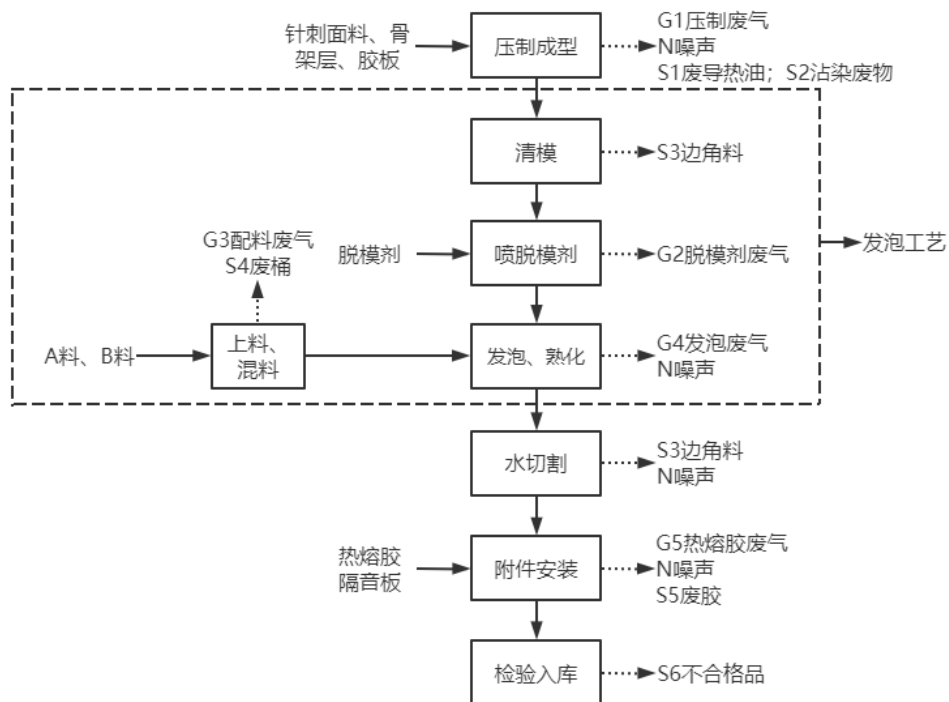 针刺面料、骨
架层、胶板
压制成型
G1压制废气
N噪声
S1废导热油；S2沾染废物
清模
S3边角料
G3配料废气
S4废桶
脱模剂
喷脱模剂
G2脱模剂废气
发泡工艺
A料、B料
上料、
混料
发泡、熟化
G4发泡废气
N噪声
水切割
S3边角料
N噪声
热熔胶
隔音板
附件安装
G5热熔胶废气
N噪声
S5废胶
检验入库
S6不合格品